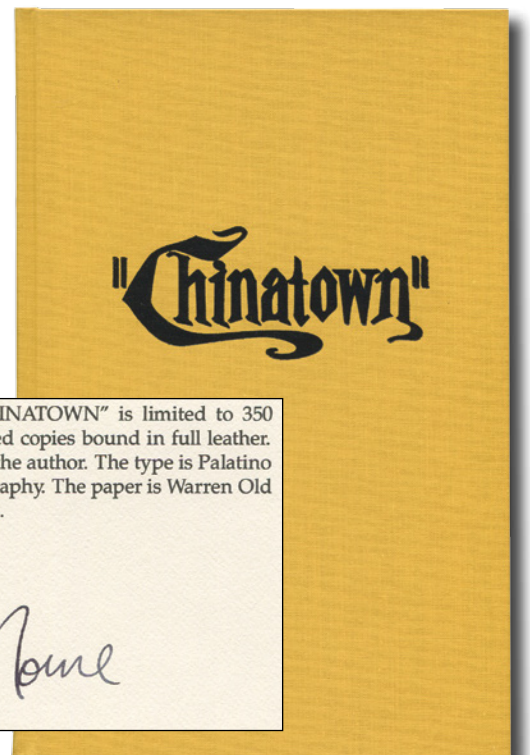 "Chinatown"
INATOWN" is limited to 350
ed copies bound in full leather.
he author. The type is Palatino
aphy. The paper is Warren Old
.